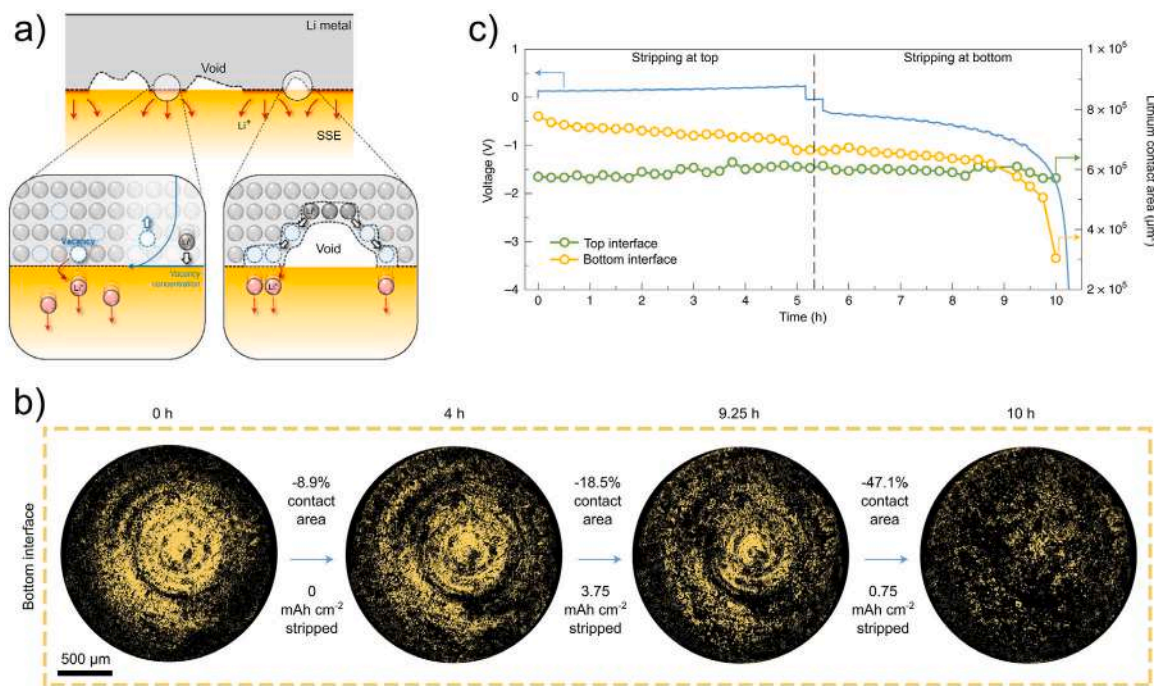 a)
Li metal
Void
Li⁺
SSE
Vacancy
Li⁺
Vacancy
concentration
Void
Li⁺
c)
Stripping at top
Stripping at bottom
Voltage (V)
1
0
−1
−2
−3
−4
Top interface
Bottom interface
0
1
2
3
4
5
6
7
8
9
10
Time (h)
1 × 10⁵
8 × 10⁵
6 × 10⁵
4 × 10⁵
2 × 10⁵
Lithium contact area (µm²)
b)
0 h
4 h
9.25 h
10 h
Bottom interface
-8.9%
contact
area
0
mAh cm⁻²
stripped
-18.5%
contact
area
3.75
mAh cm⁻²
stripped
-47.1%
contact
area
0.75
mAh cm⁻²
stripped
500 µm